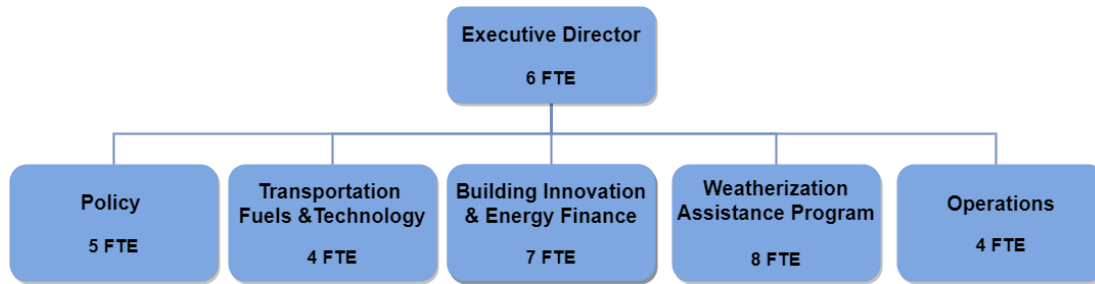 Executive Director
6 FTE
Policy
5 FTE
Transportation
Fuels &Technology
4 FTE
Building Innovation
& Energy Finance
7 FTE
Weatherization
Assistance Program
8 FTE
Operations
4 FTE